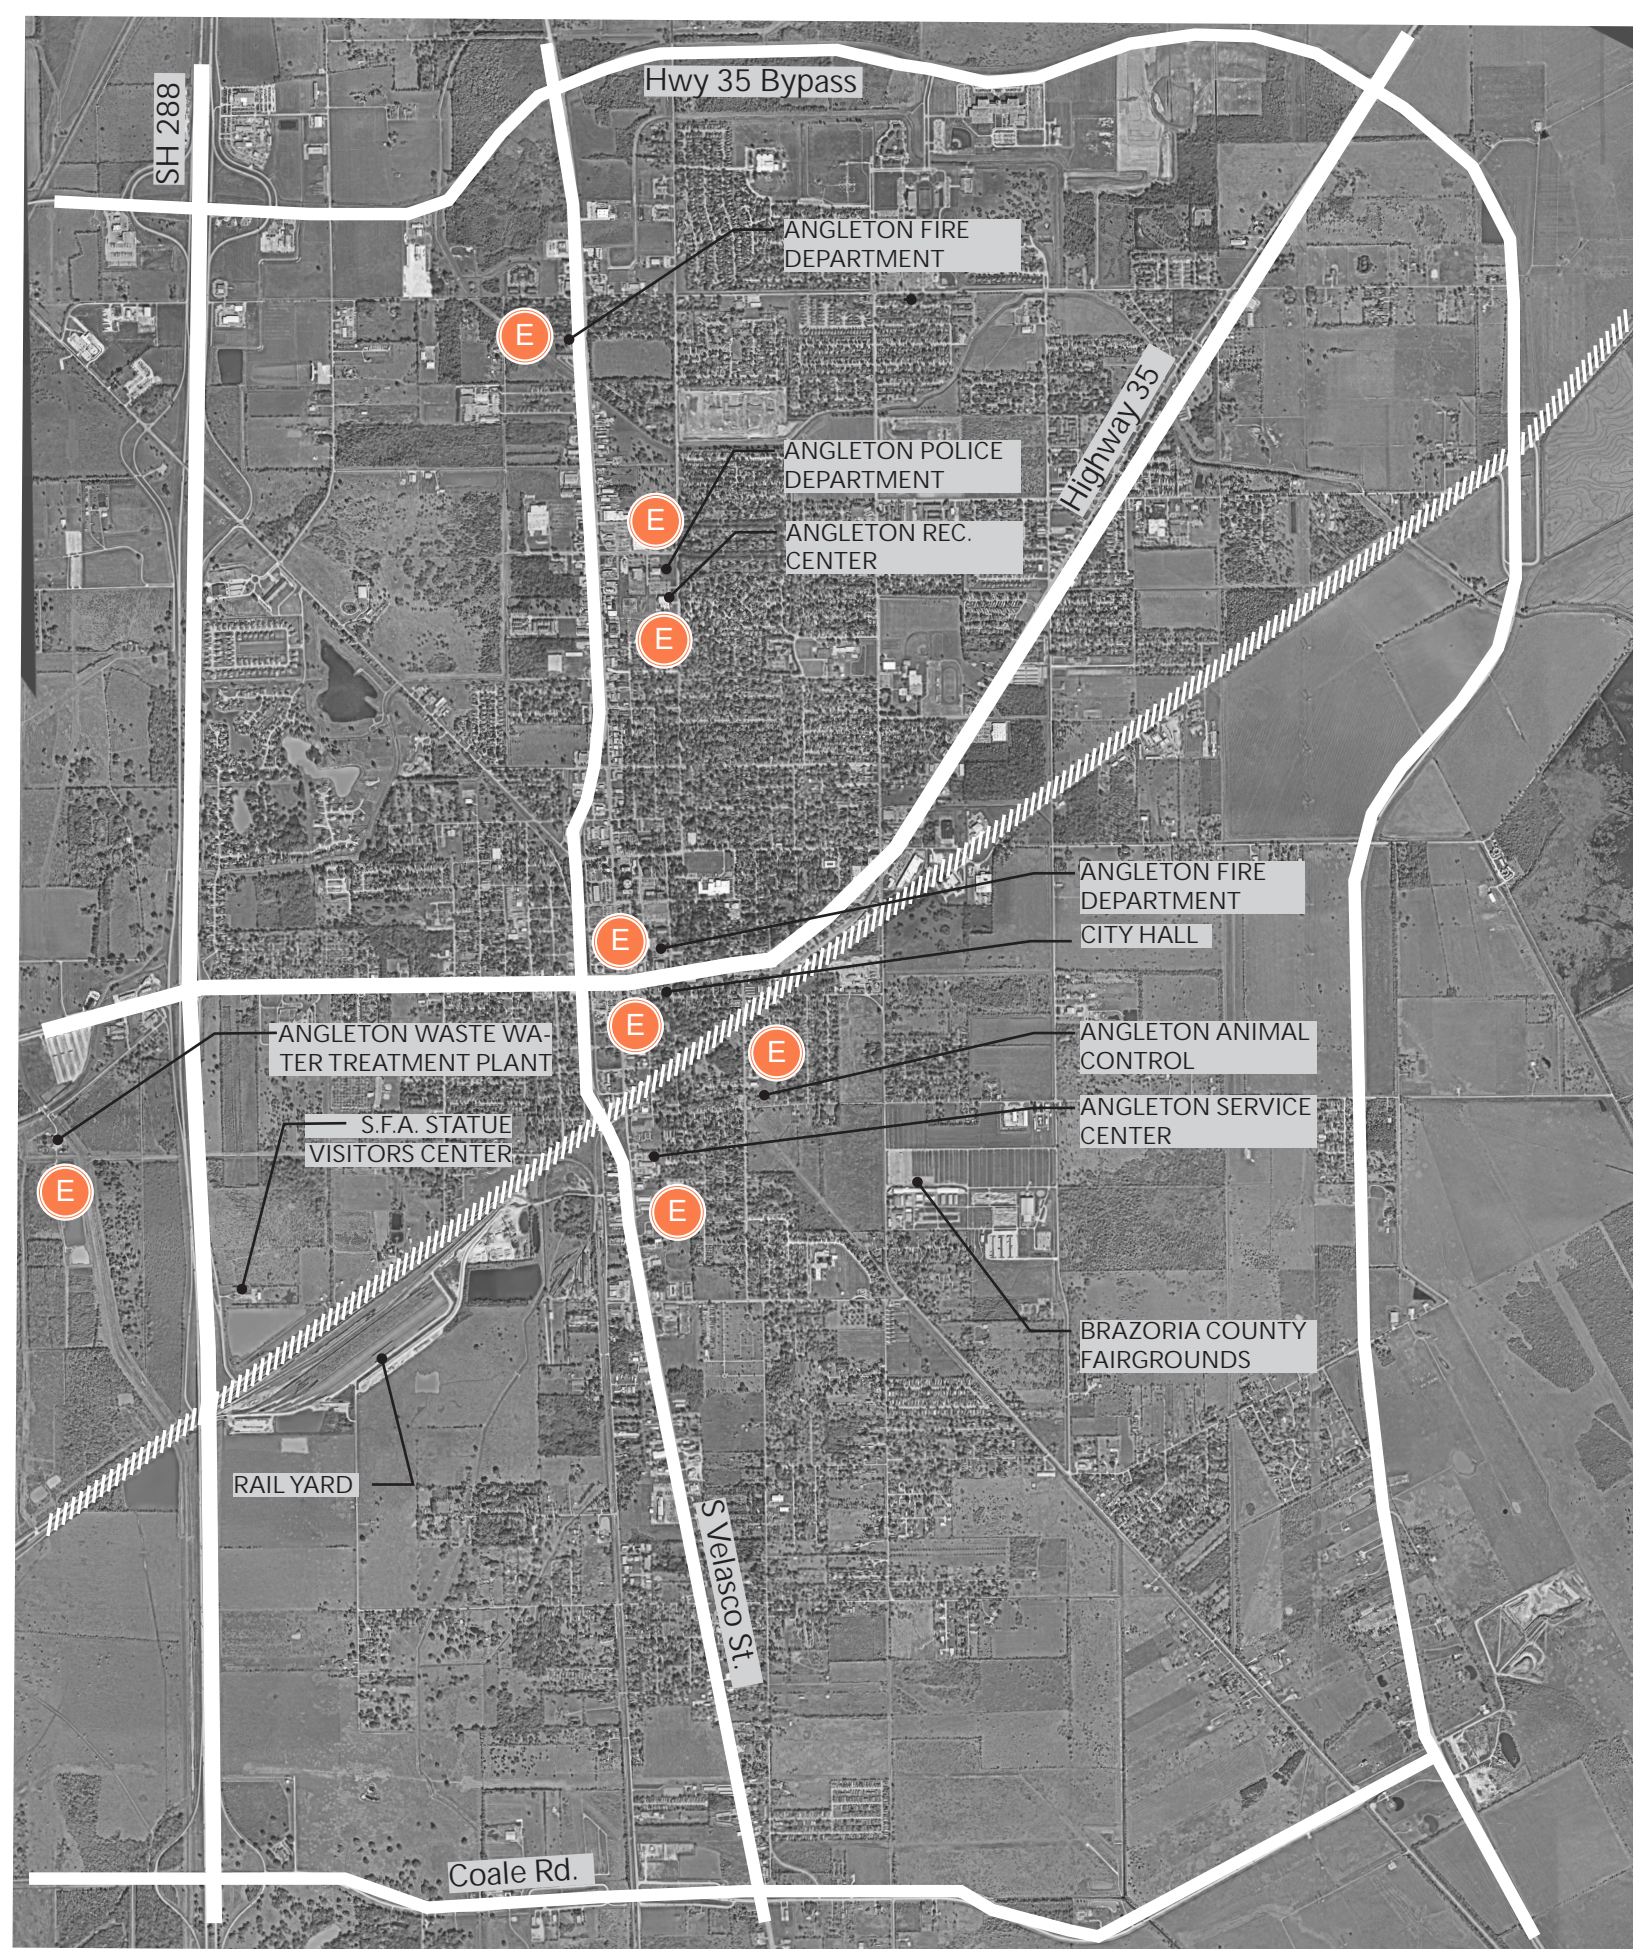 Hwy 35 Bypass
SH 288
ANGLETON FIRE
DEPARTMENT
E
Highway 35
ANGLETON POLICE
DEPARTMENT
E
ANGLETON REC.
CENTER
E
ANGLETON FIRE
DEPARTMENT
E
CITY HALL
E
ANGLETON WASTE WA-
TER TREATMENT PLANT
E
ANGLETON ANIMAL
CONTROL
E
ANGLETON SERVICE
CENTER
S.F.A. STATUE
VISITORS CENTER
E
BRAZORIA COUNTY
FAIRGROUNDS
RAIL YARD
S Velasco St.
Coale Rd.